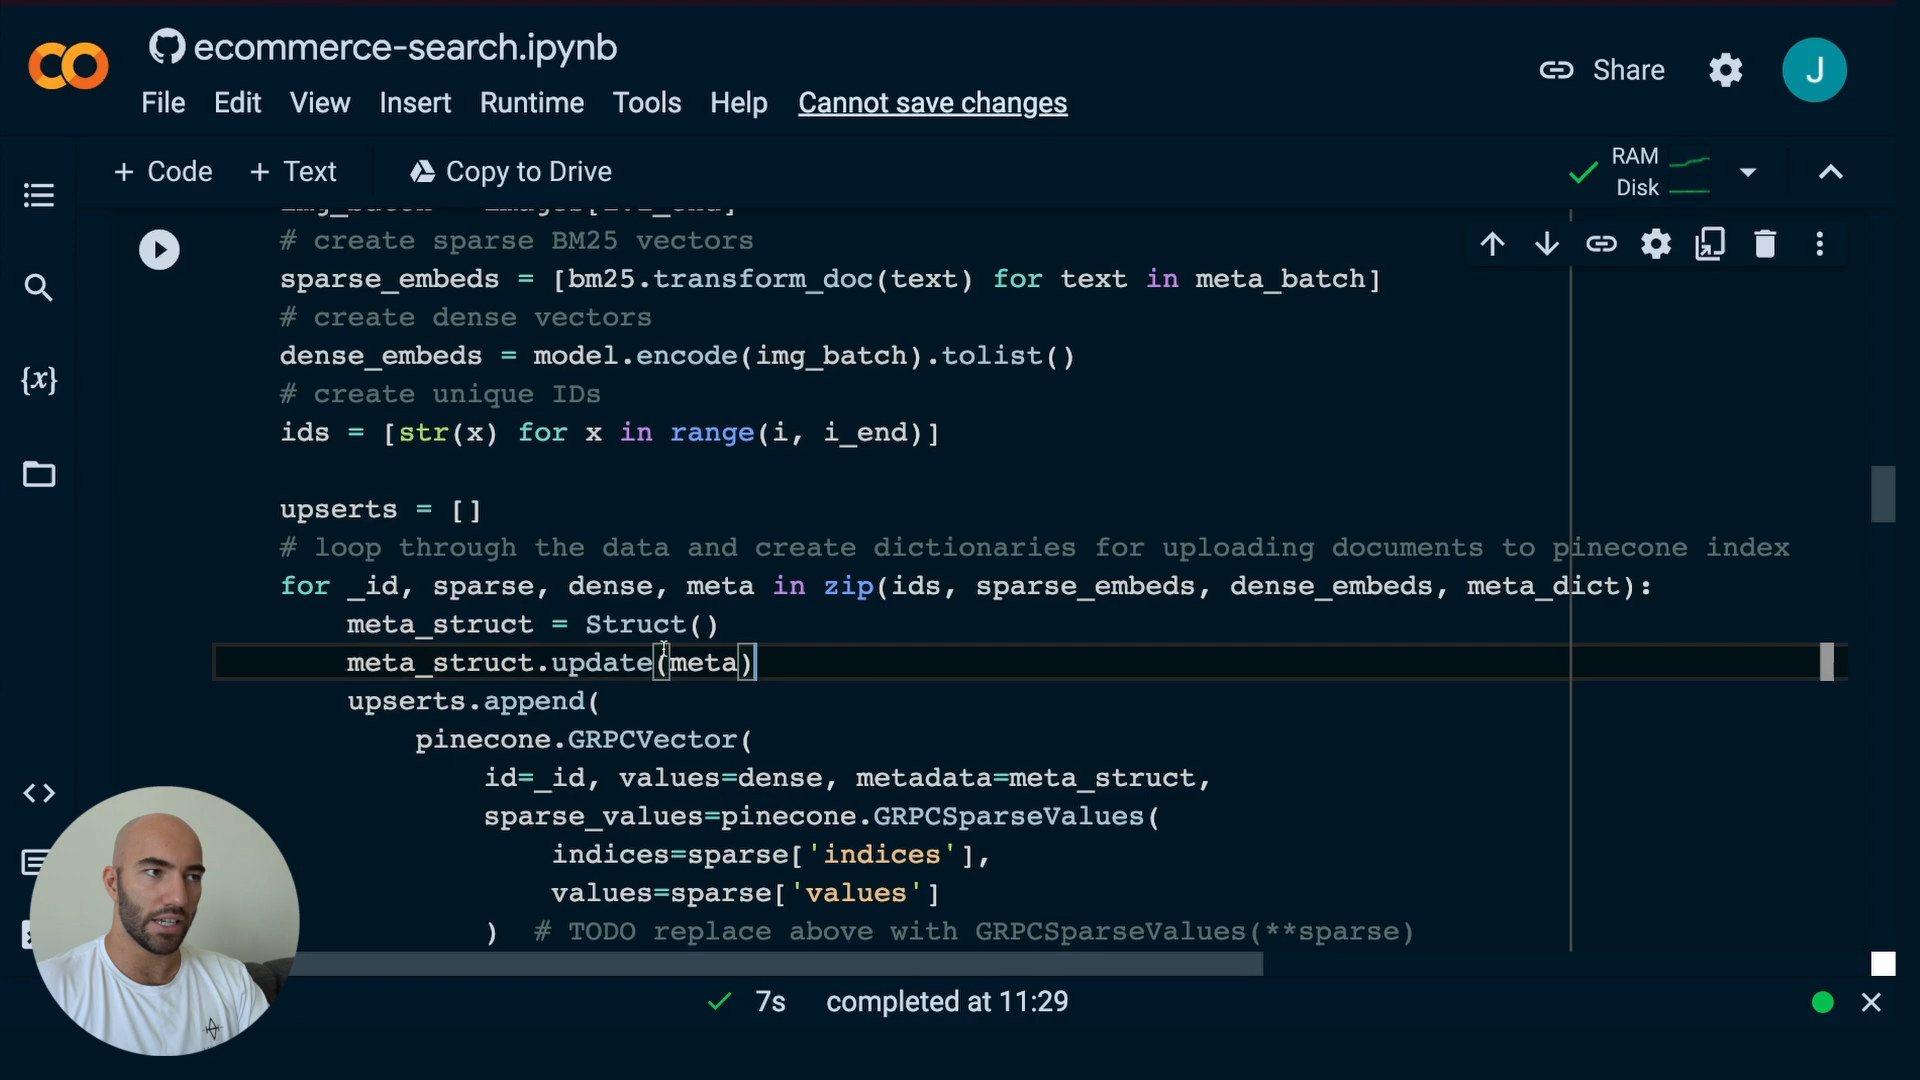 ecommerce-search.ipynb
Share
J
File Edit View Insert Runtime Tools Help Cannot save changes
+ Code + Text Copy to Drive
RAM
Disk
# create sparse BM25 vectors
sparse_embeds = [bm25.transform_doc(text) for text in meta_batch]
# create dense vectors
dense_embeds = model.encode(img_batch).tolist()
# create unique IDs
ids = [str(x) for x in range(i, i_end)]
upserts = []
# loop through the data and create dictionaries for uploading documents to pinecone index
for _id, sparse, dense, meta in zip(ids, sparse_embeds, dense_embeds, meta_dict):
meta_struct = Struct()
meta_struct.update(meta)
upserts.append(
pinecone.GRPCVector(
id=_id, values=dense, metadata=meta_struct,
sparse_values=pinecone.GRPCSparseValues(
indices=sparse['indices'],
values=sparse['values']
) # TODO replace above with GRPCSparseValues(**sparse)
{x}
<>
7s completed at 11:29